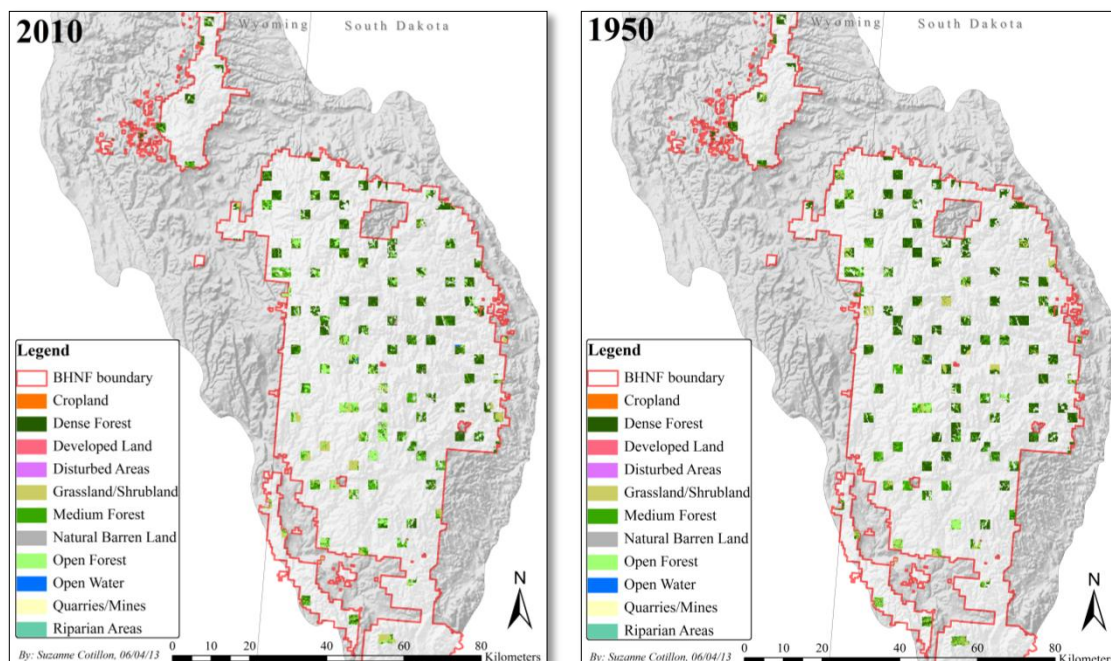 2010
Wyoming South Dakota
Legend
BHNF boundary
Cropland
Dense Forest
Developed Land
Disturbed Areas
Grassland/Shrubland
Medium Forest
Natural Barren Land
Open Forest
Open Water
Quarries/Mines
Riparian Areas
N
By: Suzanne Cotillon, 06/04/13
0 20 40 60 80
Kilometers
1950
Wyoming South Dakota
Legend
BHNF boundary
Cropland
Dense Forest
Developed Land
Disturbed Areas
Grassland/Shrubland
Medium Forest
Natural Barren Land
Open Forest
Open Water
Quarries/Mines
Riparian Areas
N
By: Suzanne Cotillon, 06/04/13
0 20 40 60 80
Kilometers